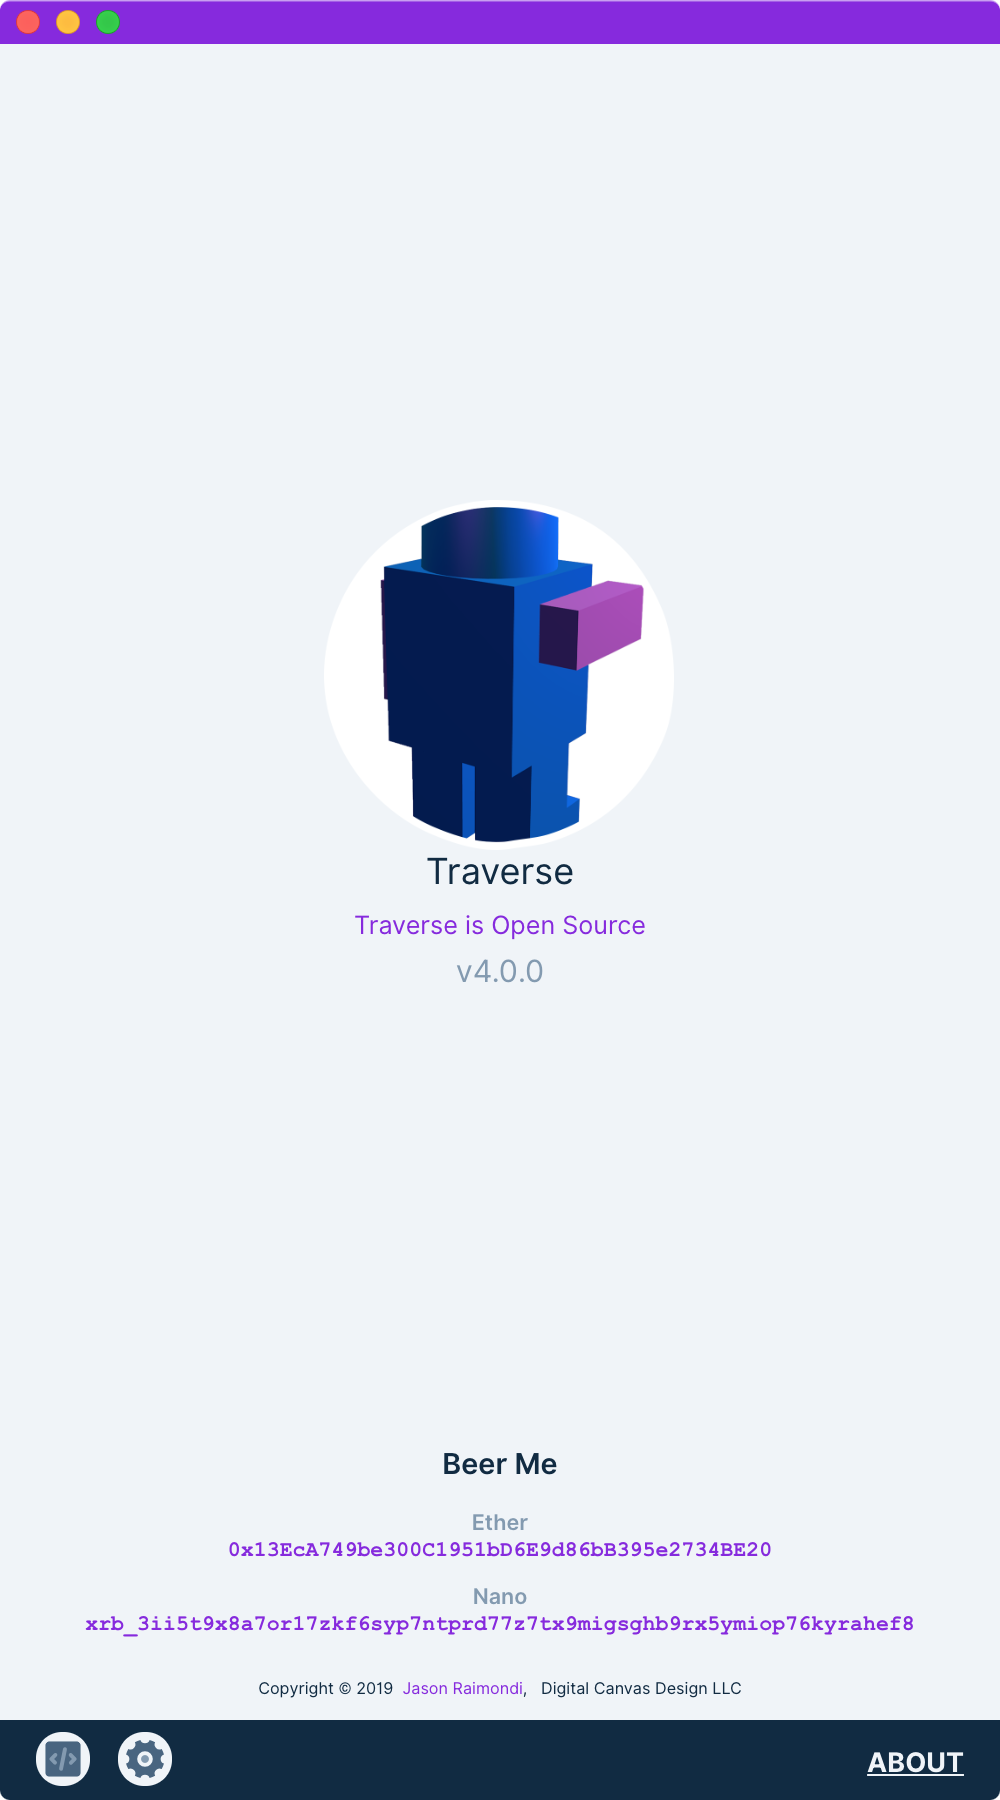 Traverse
Traverse is Open Source
v4.0.0
Beer Me
Ether
0x13EcA749be300C1951bD6E9d86bB395e2734BE20
Nano
xrb_3ii5t9x8a7or17zkf6syp7ntprd77z7tx9migsghb9rx5ymiop76kyrahef8
Copyright © 2019 Jason Raimondi, Digital Canvas Design LLC
ABOUT